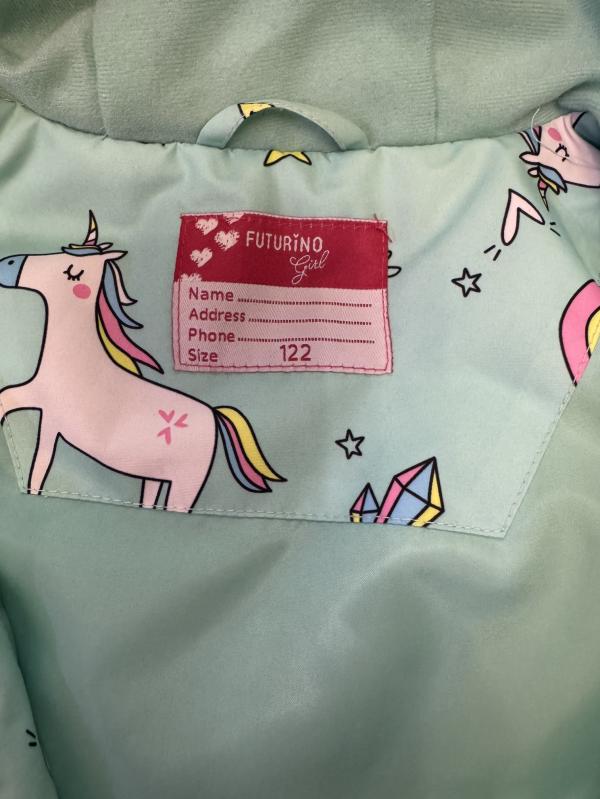 FUTURiNO
Girl
Name
Address
Phone
Size 122